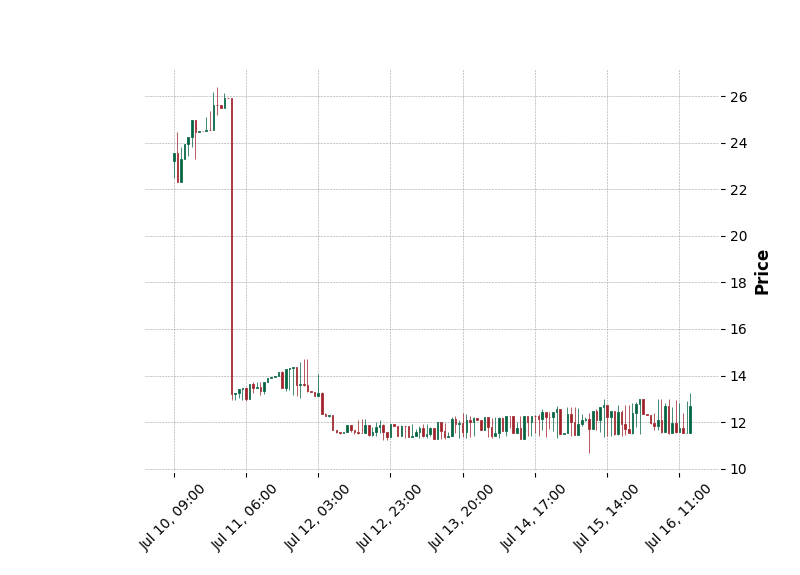 26
24
22
20
18
16
14
12
10
Price
Jul 10, 09:00
Jul 11, 06:00
Jul 12, 03:00
Jul 12, 23:00
Jul 13, 20:00
Jul 14, 17:00
Jul 15, 14:00
Jul 16, 11:00